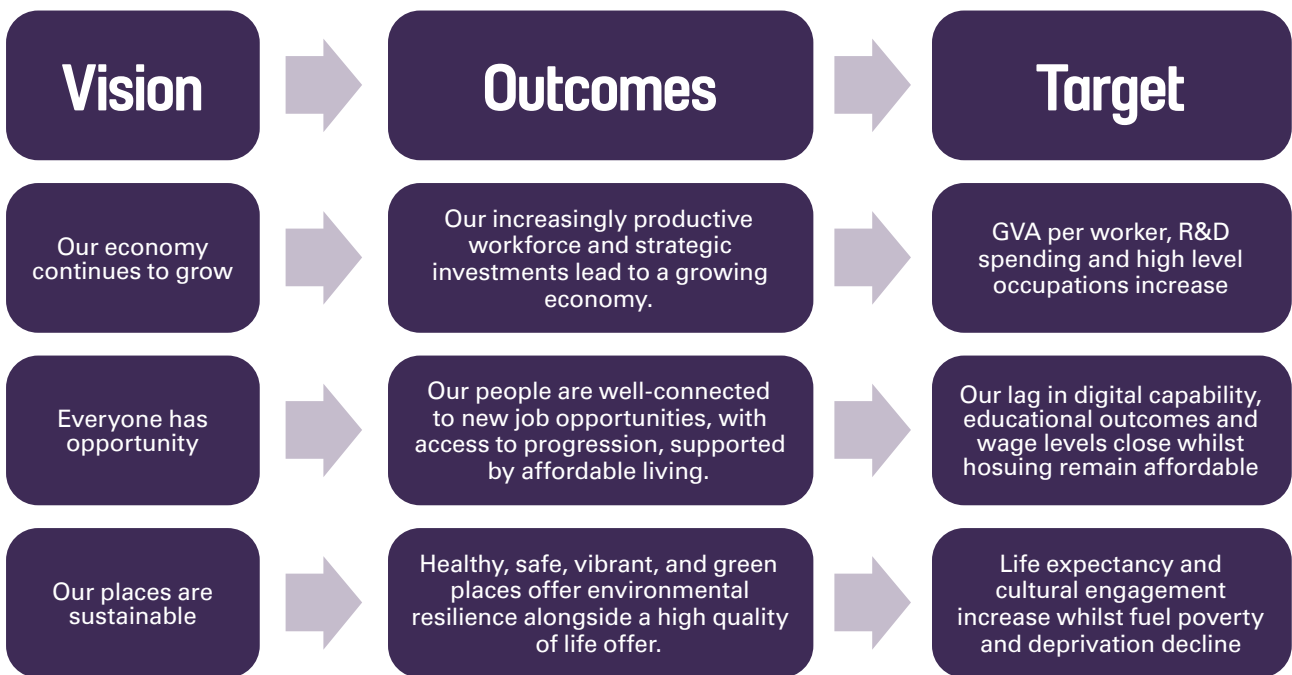 Vision
Outcomes
Target
Our economy
continues to grow
Our increasingly productive
workforce and strategic
investments lead to a growing
economy.
GVA per worker, R&D
spending and high level
occupations increase
Everyone has
opportunity
Our people are well-connected
to new job opportunities, with
access to progression, supported
by affordable living.
Our lag in digital capability,
educational outcomes and
wage levels close whilst
hosuing remain affordable
Our places are
sustainable
Healthy, safe, vibrant, and green
places offer environmental
resilience alongside a high quality
of life offer.
Life expectancy and
cultural engagement
increase whilst fuel poverty
and deprivation decline